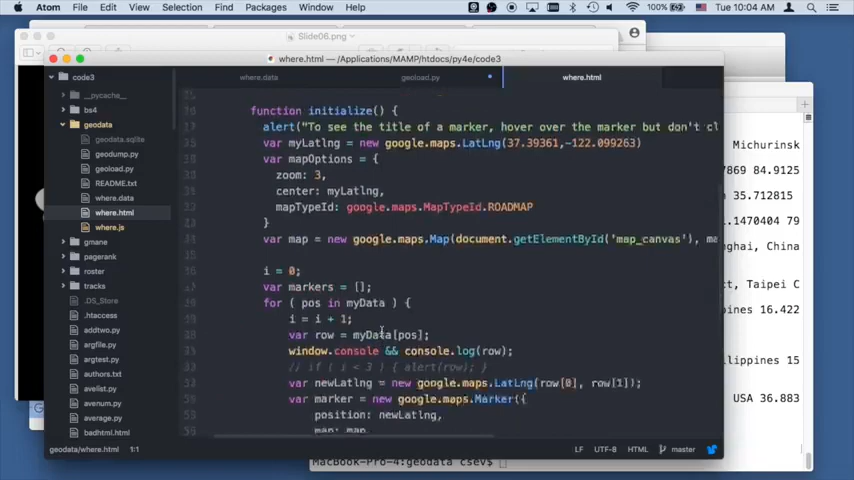 Atom File Edit View Selection Find Packages Window Help
100% Tue 10:04 AM
Slide06.png
where.html — /Applications/MAMP/htdocs/py4e/code3
code3
where.data
geoload.py
where.html
__pycache__
bs4
geodata
geodata.sqlite
geodump.py
geoload.py
README.txt
where.data
where.html
where.js
gmane
pagerank
roster
tracks
.DS_Store
.htaccess
addtwo.py
argfile.py
argtest.py
authors.txt
avelist.py
avenum.py
average.py
badhtml.html
function initialize() {
alert("To see the title of a marker, hover over the marker but don't cl
var myLatlng = new google.maps.LatLng(37.39361,-122.099263)
var mapOptions = {
zoom: 3,
center: myLatlng,
mapTypeId: google.maps.MapTypeId.ROADMAP
}
var map = new google.maps.Map(document.getElementById('map_canvas'), ma
i = 0;
var markers = [];
for ( pos in myData ) {
i = i + 1;
var row = myData[pos];
window.console && console.log(row);
// if ( i < 3 ) { alert(row); }
var newLatlng = new google.maps.LatLng(row[0], row[1]);
var marker = new google.maps.Marker({
position: newLatlng,
map: map,
geodata/where.html 1:1
LF UTF-8 HTML master
Michurinsk
7869 84.9125
35.712815
.1470404 79
ghai, China
ct, Taipei C
ippines 16.422
ilippines 15
USA 36.883
MacBook-Pro-4:geodata csev$